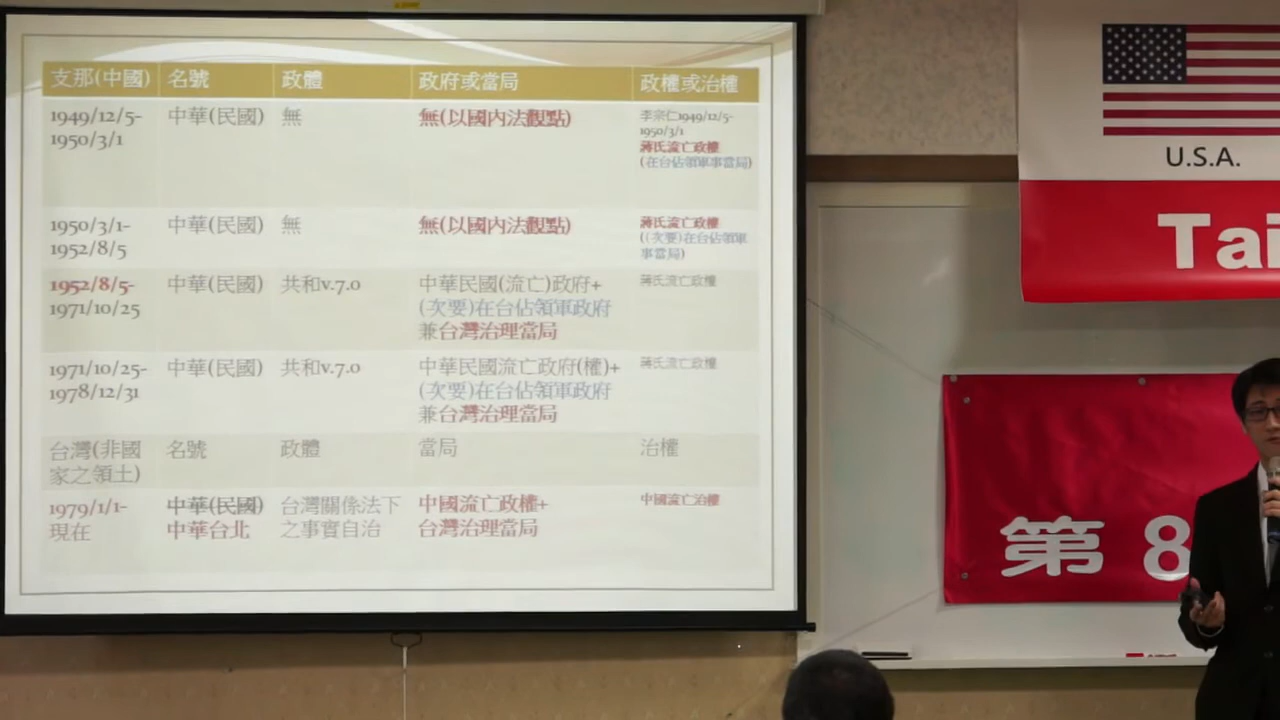 支那(中國) 名號 政體 政府或當局 政權或治權
1949/12/5- 中華(民國) 無 無(以國內法觀點) 李宗仁1949/12/5-
1950/3/1 1950/3/1
蔣氏流亡政權
(在台佔領軍事當局)
1950/3/1- 中華(民國) 無 無(以國內法觀點) 蔣氏流亡政權
1952/8/5 ((次要)在台佔領軍
事當局)
1952/8/5- 中華(民國) 共和v.7.0 中華民國(流亡)政府+ 蔣氏流亡政權
1971/10/25 (次要)在台佔領軍政府
兼台灣治理當局
1971/10/25- 中華(民國) 共和v.7.0 中華民國流亡政府(權)+ 蔣氏流亡政權
1978/12/31 (次要)在台佔領軍政府
兼台灣治理當局
台灣(非國 名號 政體 當局 治權
家之領土)
1979/1/1- 中華(民國) 台灣關係法下 中國流亡政權+ 中國流亡治權
現在 中華台北 之事實自治 台灣治理當局
U.S.A.
Tai
第 8